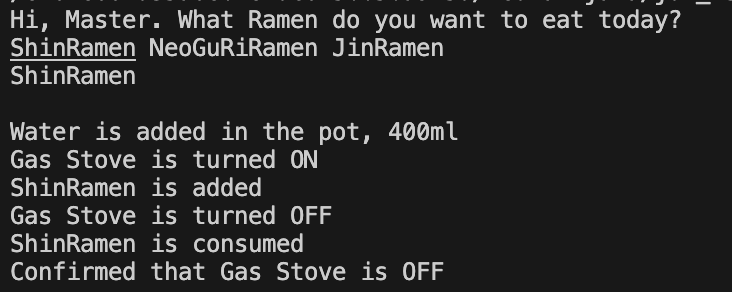 Hi, Master. What Ramen do you want to eat today?
ShinRamen NeoGuRiRamen JinRamen
ShinRamen
Water is added in the pot, 400ml
Gas Stove is turned ON
ShinRamen is added
Gas Stove is turned OFF
ShinRamen is consumed
Confirmed that Gas Stove is OFF